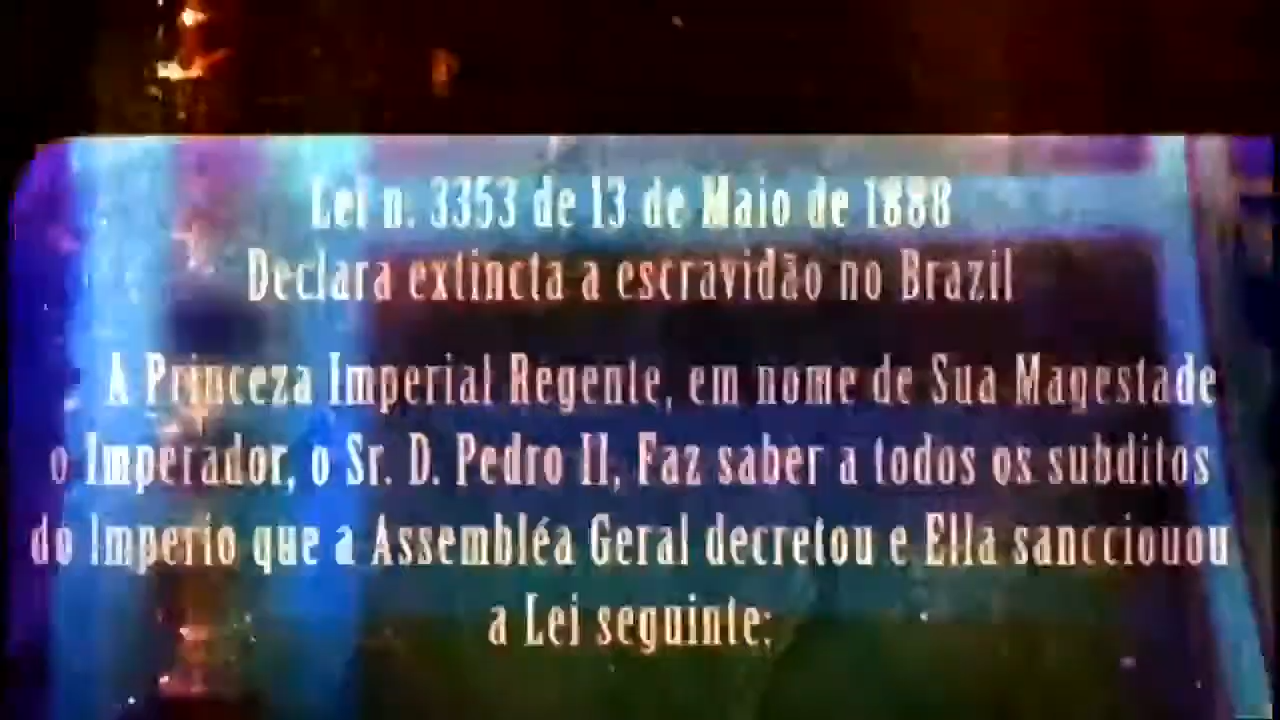 Lei n. 3353 de 13 de Maio de 1888
Declara extincta a escravidão no Brazil
A Princeza Imperial Regente, em nome de Sua Magestade
o Imperador, o Sr. D. Pedro II, Faz saber a todos os subditos
do Imperio que a Assembléa Geral decretou e Ella sancciouou
a Lei seguinte: